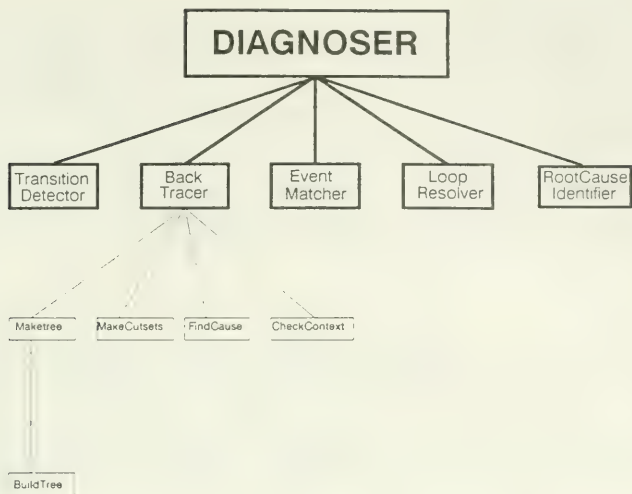 DIAGNOSER
Transition
Detector
Back
Tracer
Event
Matcher
Loop
Resolver
RootCause
Identifier
Maketree
MakeCutsets
FindCause
CheckContext
BuildTree